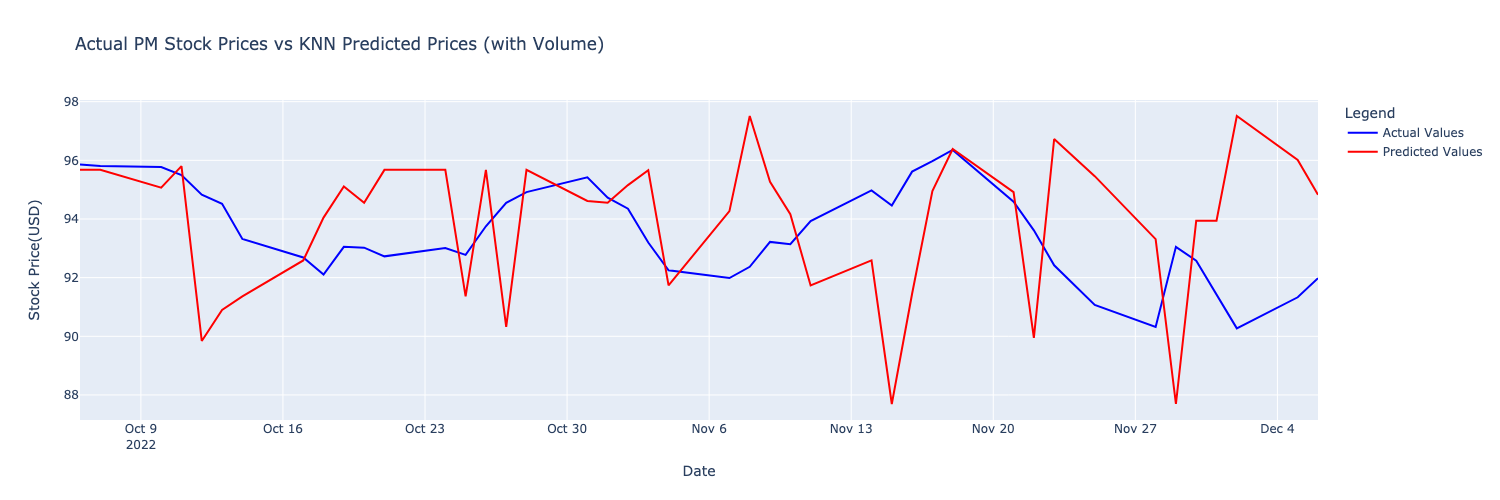 Actual PM Stock Prices vs KNN Predicted Prices (with Volume)
Legend
Actual Values
Predicted Values
Stock Price(USD)
98
96
94
92
90
88
Oct 9
2022
Oct 16
Oct 23
Oct 30
Nov 6
Nov 13
Nov 20
Nov 27
Dec 4
Date